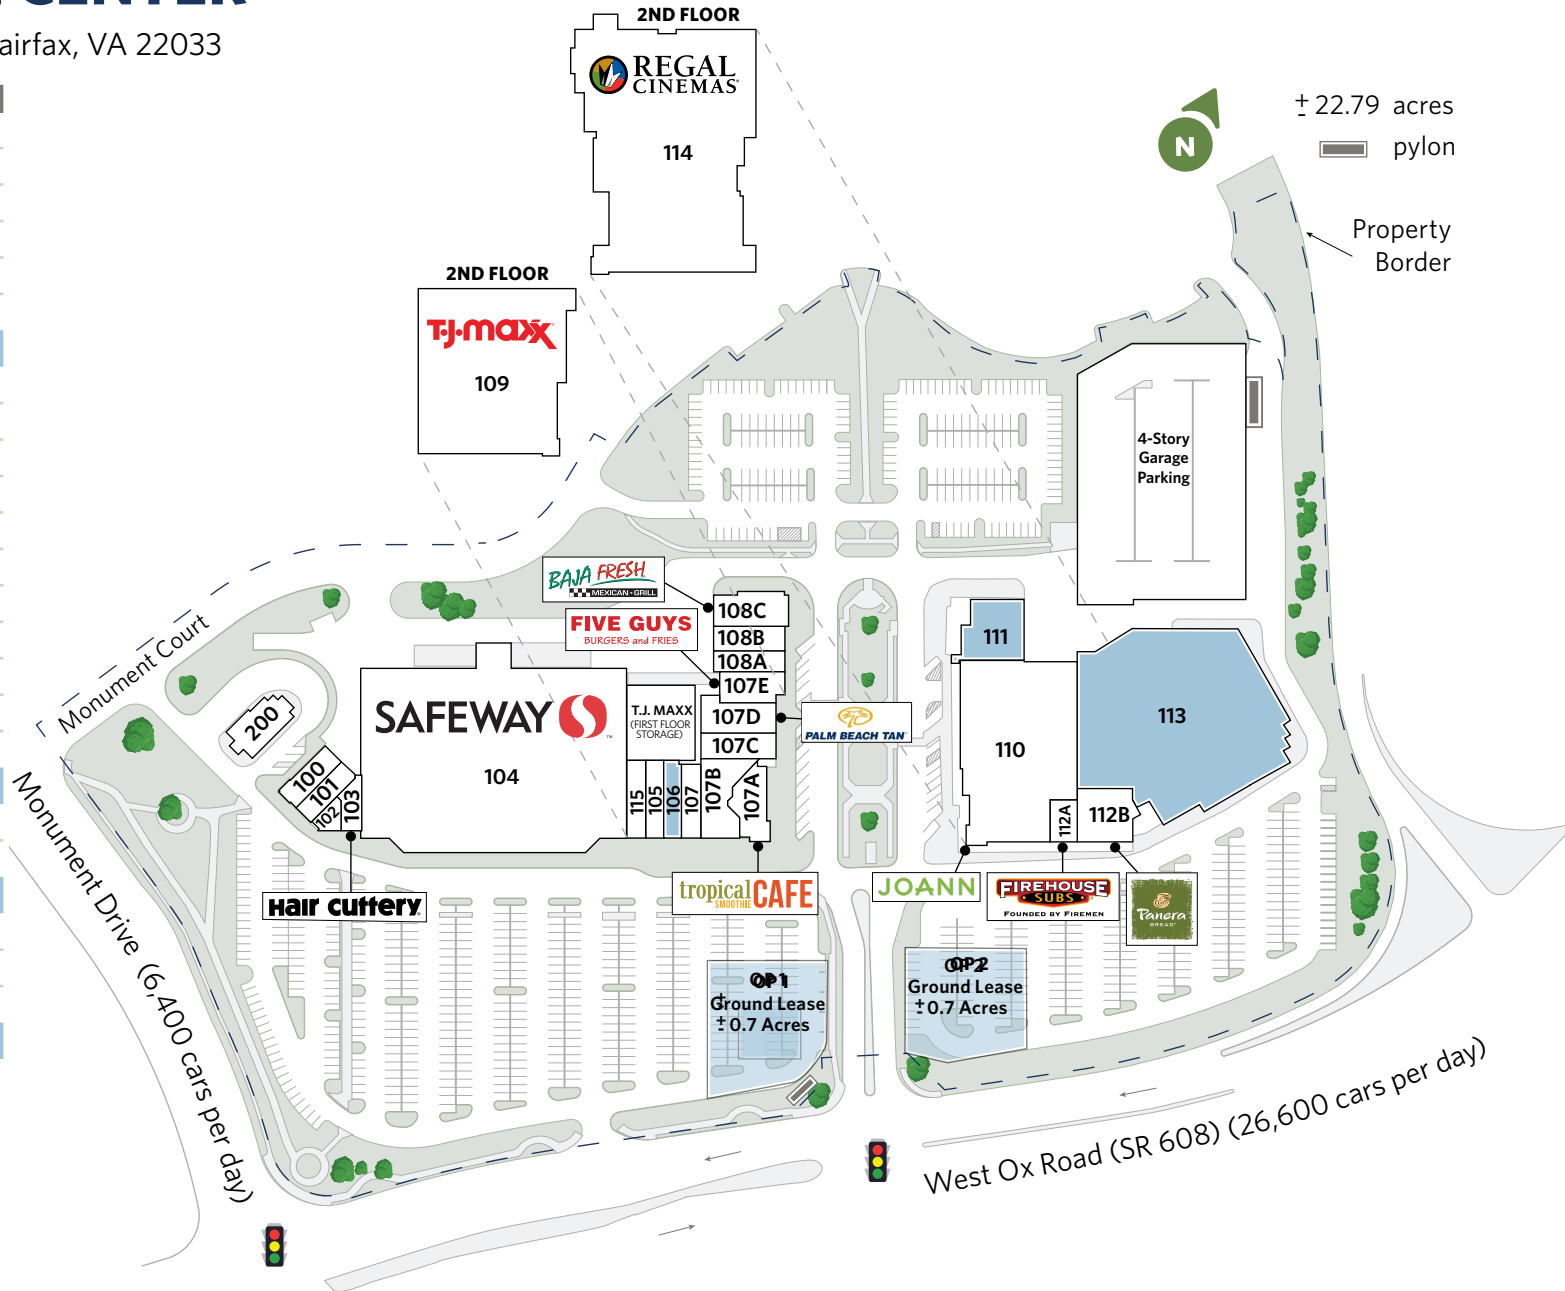 CENTER
airfax, VA 22033
2ND FLOOR
REGAL
CINEMAS
114
± 22.79 acres
pylon
N
Property
Border
2ND FLOOR
T·J·maxx
109
4-Story
Garage
Parking
BAJA FRESH
MEXICAN·GRILL
FIVE GUYS
BURGERS and FRIES
108C
108B
108A
107E
107D
107C
107B
107A
PALM BEACH TAN
T.J. MAXX
(FIRST FLOOR
STORAGE)
SAFEWAY
104
115
105
106
107
111
110
113
112A
112B
200
100
101
102
103
Monument Court
Monument Drive (6,400 cars per day)
hair cuttery
tropical
SMOOTHIE
CAFE
JOANN
FIREHOUSE
SUBS
FOUNDED BY FIREMEN
Panera
BREAD
OP 1
Ground Lease
± 0.7 Acres
OP 2
Ground Lease
± 0.7 Acres
West Ox Road (SR 608) (26,600 cars per day)